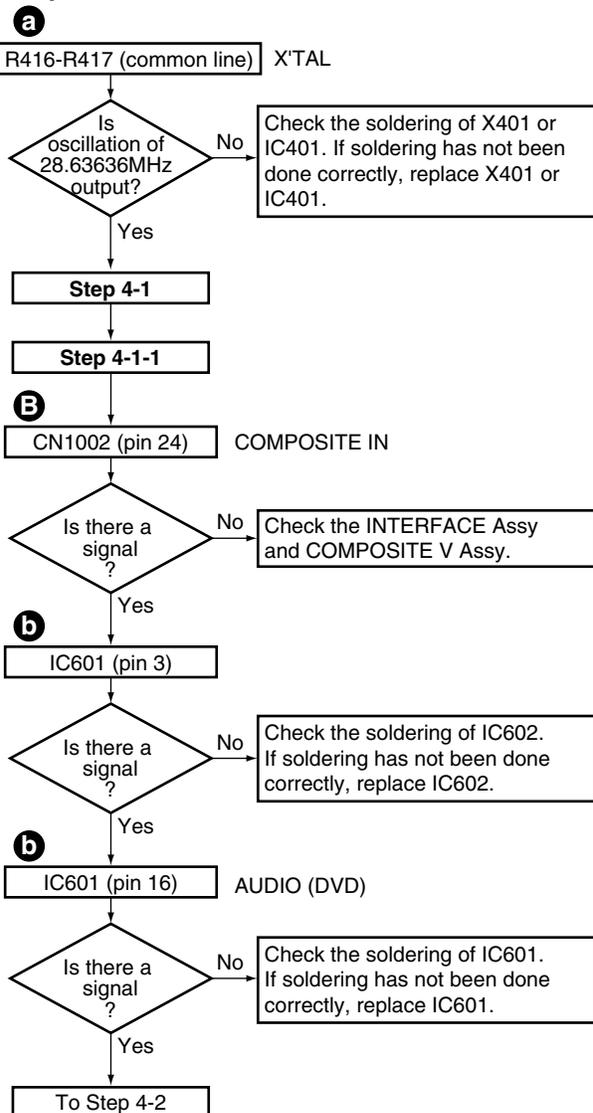 a
R416-R417 (common line)
X'TAL
Is
oscillation of
28.63636MHz
output?
No
Check the soldering of X401 or
IC401. If soldering has not been
done correctly, replace X401 or
IC401.
Yes
Step 4-1
Step 4-1-1
B
CN1002 (pin 24)
COMPOSITE IN
Is there a
signal
?
No
Check the INTERFACE Assy
and COMPOSITE V Assy.
Yes
b
IC601 (pin 3)
Is there a
signal
?
No
Check the soldering of IC602.
If soldering has not been done
correctly, replace IC602.
Yes
b
IC601 (pin 16)
AUDIO (DVD)
Is there a
signal
?
No
Check the soldering of IC601.
If soldering has not been done
correctly, replace IC601.
Yes
To Step 4-2